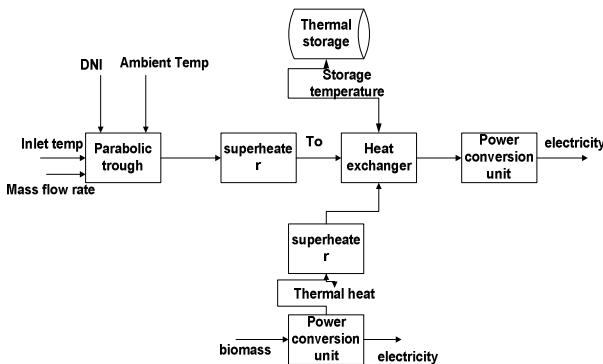 Thermal
storage
DNI
Ambient Temp
Storage
temperature
Inlet temp
Mass flow rate
Parabolic
trough
superheate
r
To
Heat
exchanger
Power
conversion
unit
electricity
superheate
r
Thermal heat
biomass
Power
conversion
unit
electricity